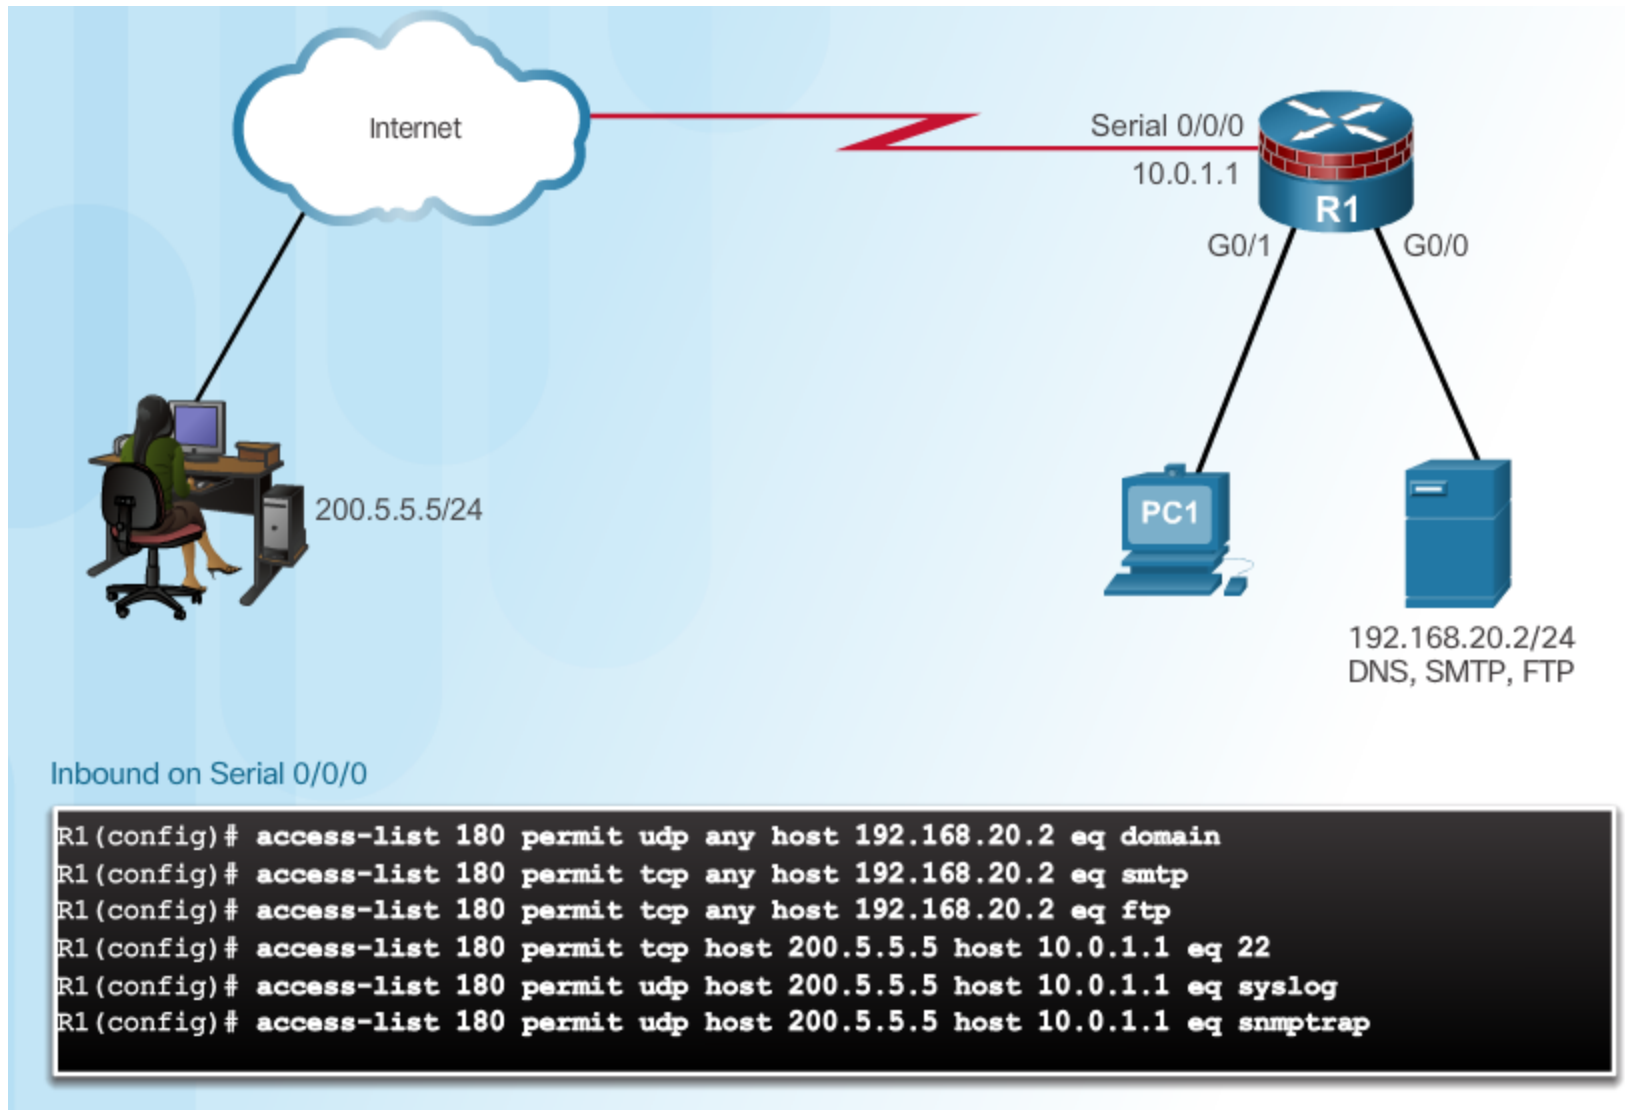 Internet
Serial 0/0/0
10.0.1.1
R1
G0/1
G0/0
200.5.5.5/24
PC1
192.168.20.2/24
DNS, SMTP, FTP
Inbound on Serial 0/0/0
R1(config)# access-list 180 permit udp any host 192.168.20.2 eq domain
R1(config)# access-list 180 permit tcp any host 192.168.20.2 eq smtp
R1(config)# access-list 180 permit tcp any host 192.168.20.2 eq ftp
R1(config)# access-list 180 permit tcp host 200.5.5.5 host 10.0.1.1 eq 22
R1(config)# access-list 180 permit udp host 200.5.5.5 host 10.0.1.1 eq syslog
R1(config)# access-list 180 permit udp host 200.5.5.5 host 10.0.1.1 eq snmptrap